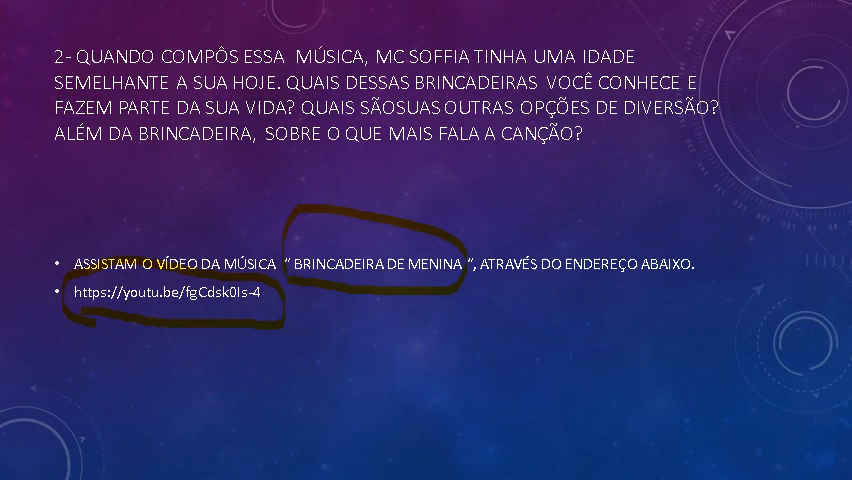 2- QUANDO COMPÔS ESSA MÚSICA, MC SOFFIA TINHA UMA IDADE
SEMELHANTE A SUA HOJE. QUAIS DESSAS BRINCADEIRAS VOCÊ CONHECE E
FAZEM PARTE DA SUA VIDA? QUAIS SÃOSUAS OUTRAS OPÇÕES DE DIVERSÃO?
ALÉM DA BRINCADEIRA, SOBRE O QUE MAIS FALA A CANÇÃO?
• ASSISTAM O VÍDEO DA MÚSICA " BRINCADEIRA DE MENINA ", ATRAVÉS DO ENDEREÇO ABAIXO.
• https://youtu.be/fgCdsk0Is-4